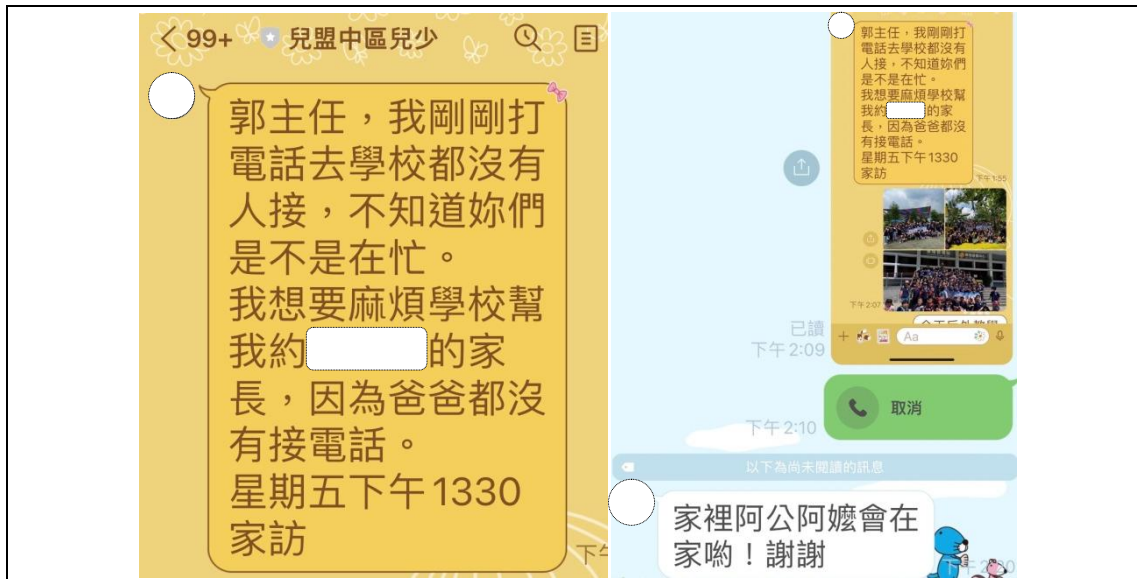 99+ 兒盟中區兒少
郭主任，我剛剛打
電話去學校都沒有
人接，不知道妳們
是不是在忙。
我想要麻煩學校幫
我約 的家
長，因為爸爸都沒
有接電話。
星期五下午1330
家訪
郭主任，我剛剛打
電話去學校都沒有
人接，不知道妳們
是不是在忙。
我想要麻煩學校幫
我約 的家
長，因為爸爸都沒
有接電話。
星期五下午1330
家訪
下午 1:55
下午 2:07
Aa
已讀
下午 2:09
取消
下午 2:10
以下為尚未閱讀的訊息
家裡阿公阿嬤會在
家喲！謝謝